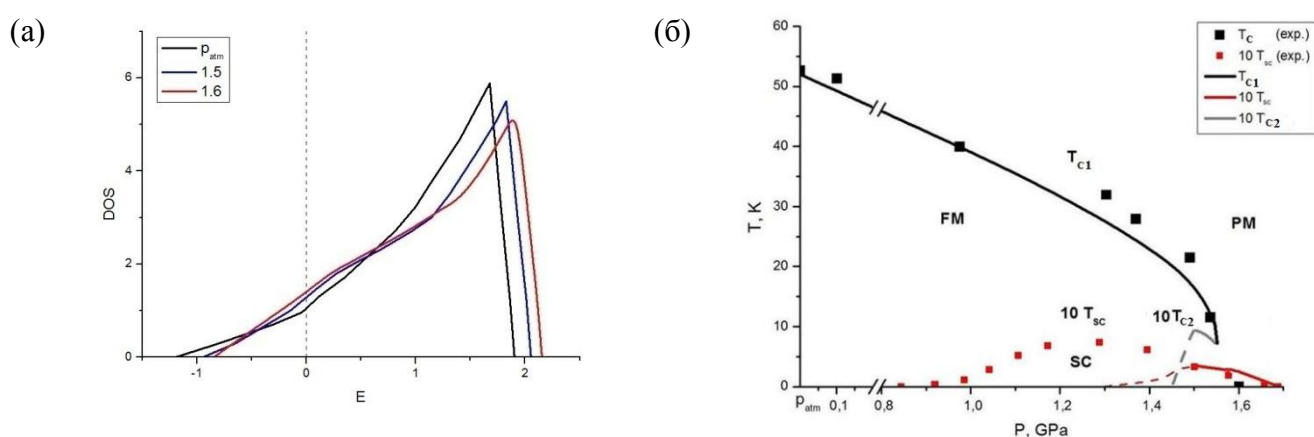 (а)
p_atm
1.5
1.6
DOS
6
4
2
0
-1
0
1
2
E
(б)
T_C (exp.)
10 T_sc (exp.)
T_C1
10 T_sc
10 T_C2
T, K
60
50
40
30
20
10
0
T_C1
FM
PM
10 T_sc
10T_C2
SC
p_atm
0,1
0,8
1,0
1,2
1,4
1,6
P, GPa